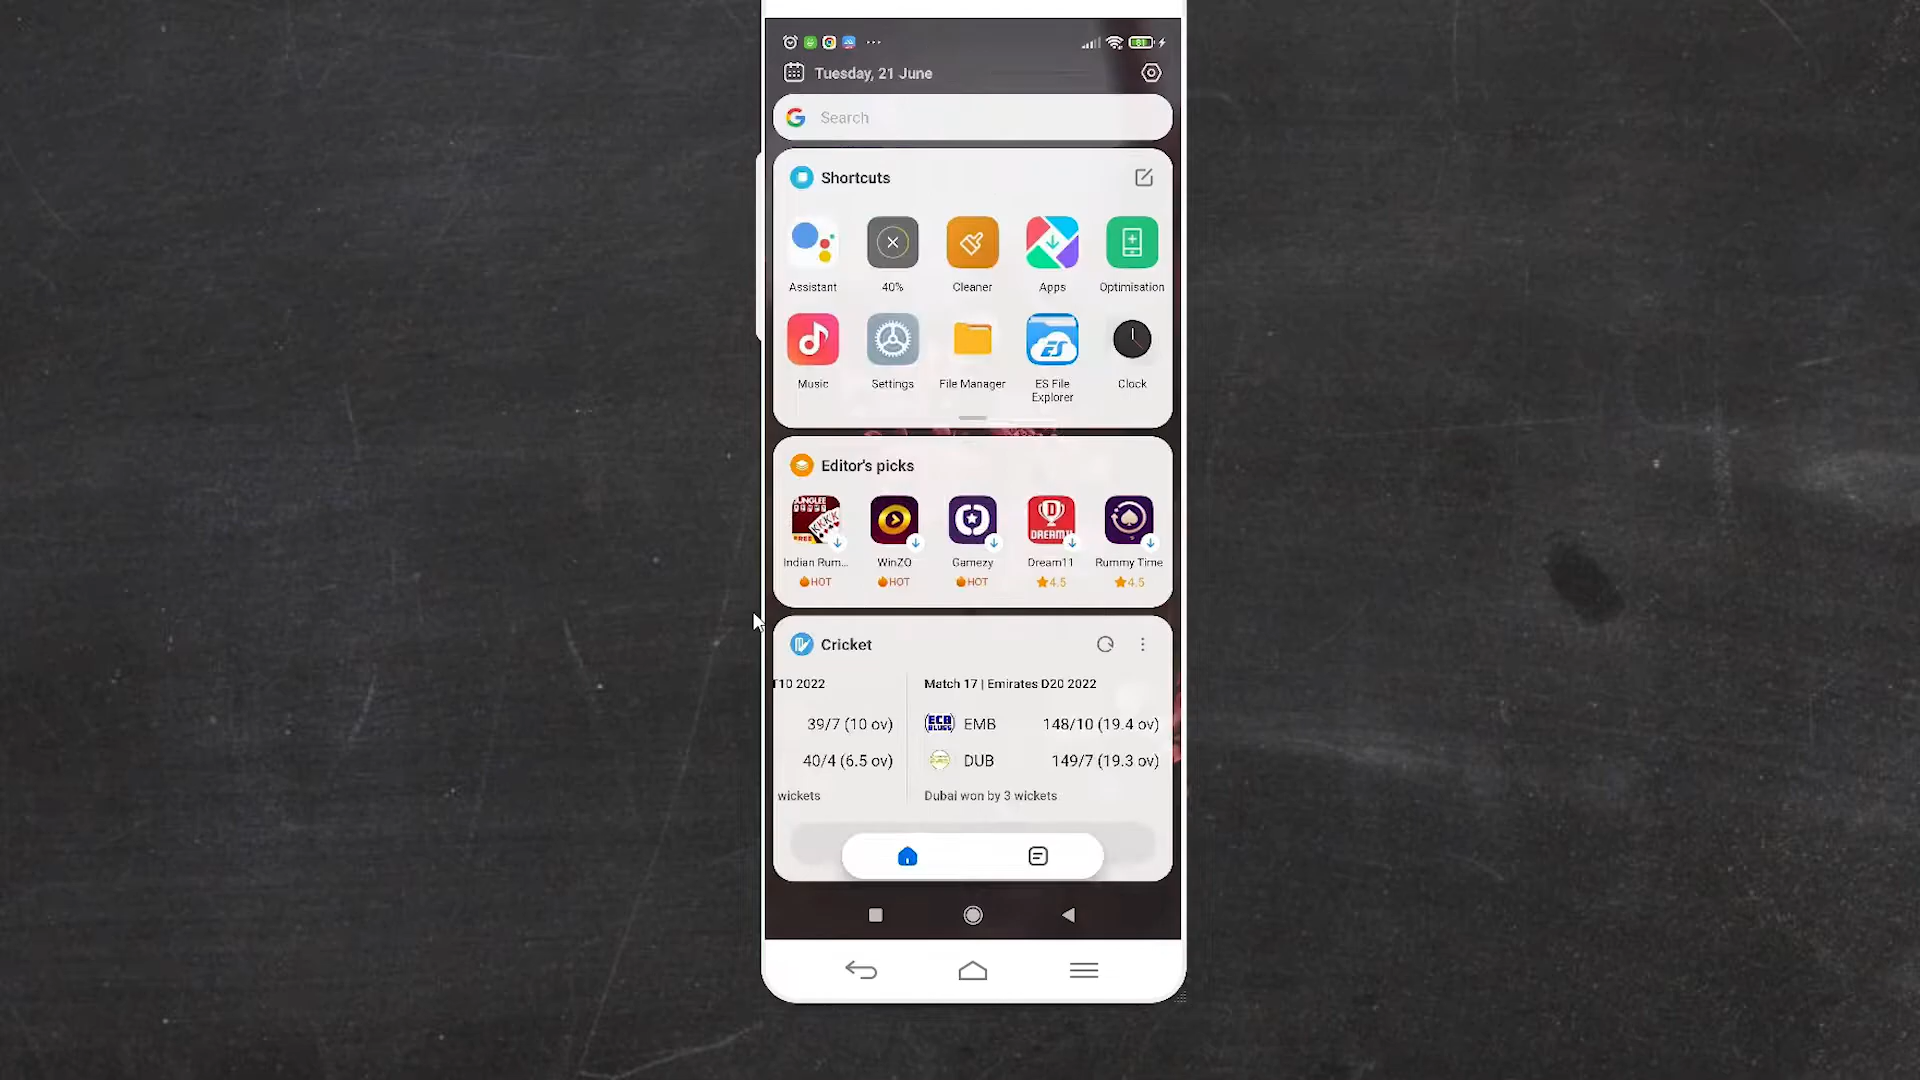 Tuesday, 21 June
Search
Shortcuts
Assistant
40%
Cleaner
Apps
Optimisation
Music
Settings
File Manager
ES File
Explorer
Clock
Editor's picks
Indian Rum...
WinZO
Gamezy
Dream11
Rummy Time
HOT
HOT
HOT
4.5
4.5
Cricket
T10 2022
39/7 (10 ov)
40/4 (6.5 ov)
wickets
Match 17 | Emirates D20 2022
EMB 148/10 (19.4 ov)
DUB 149/7 (19.3 ov)
Dubai won by 3 wickets